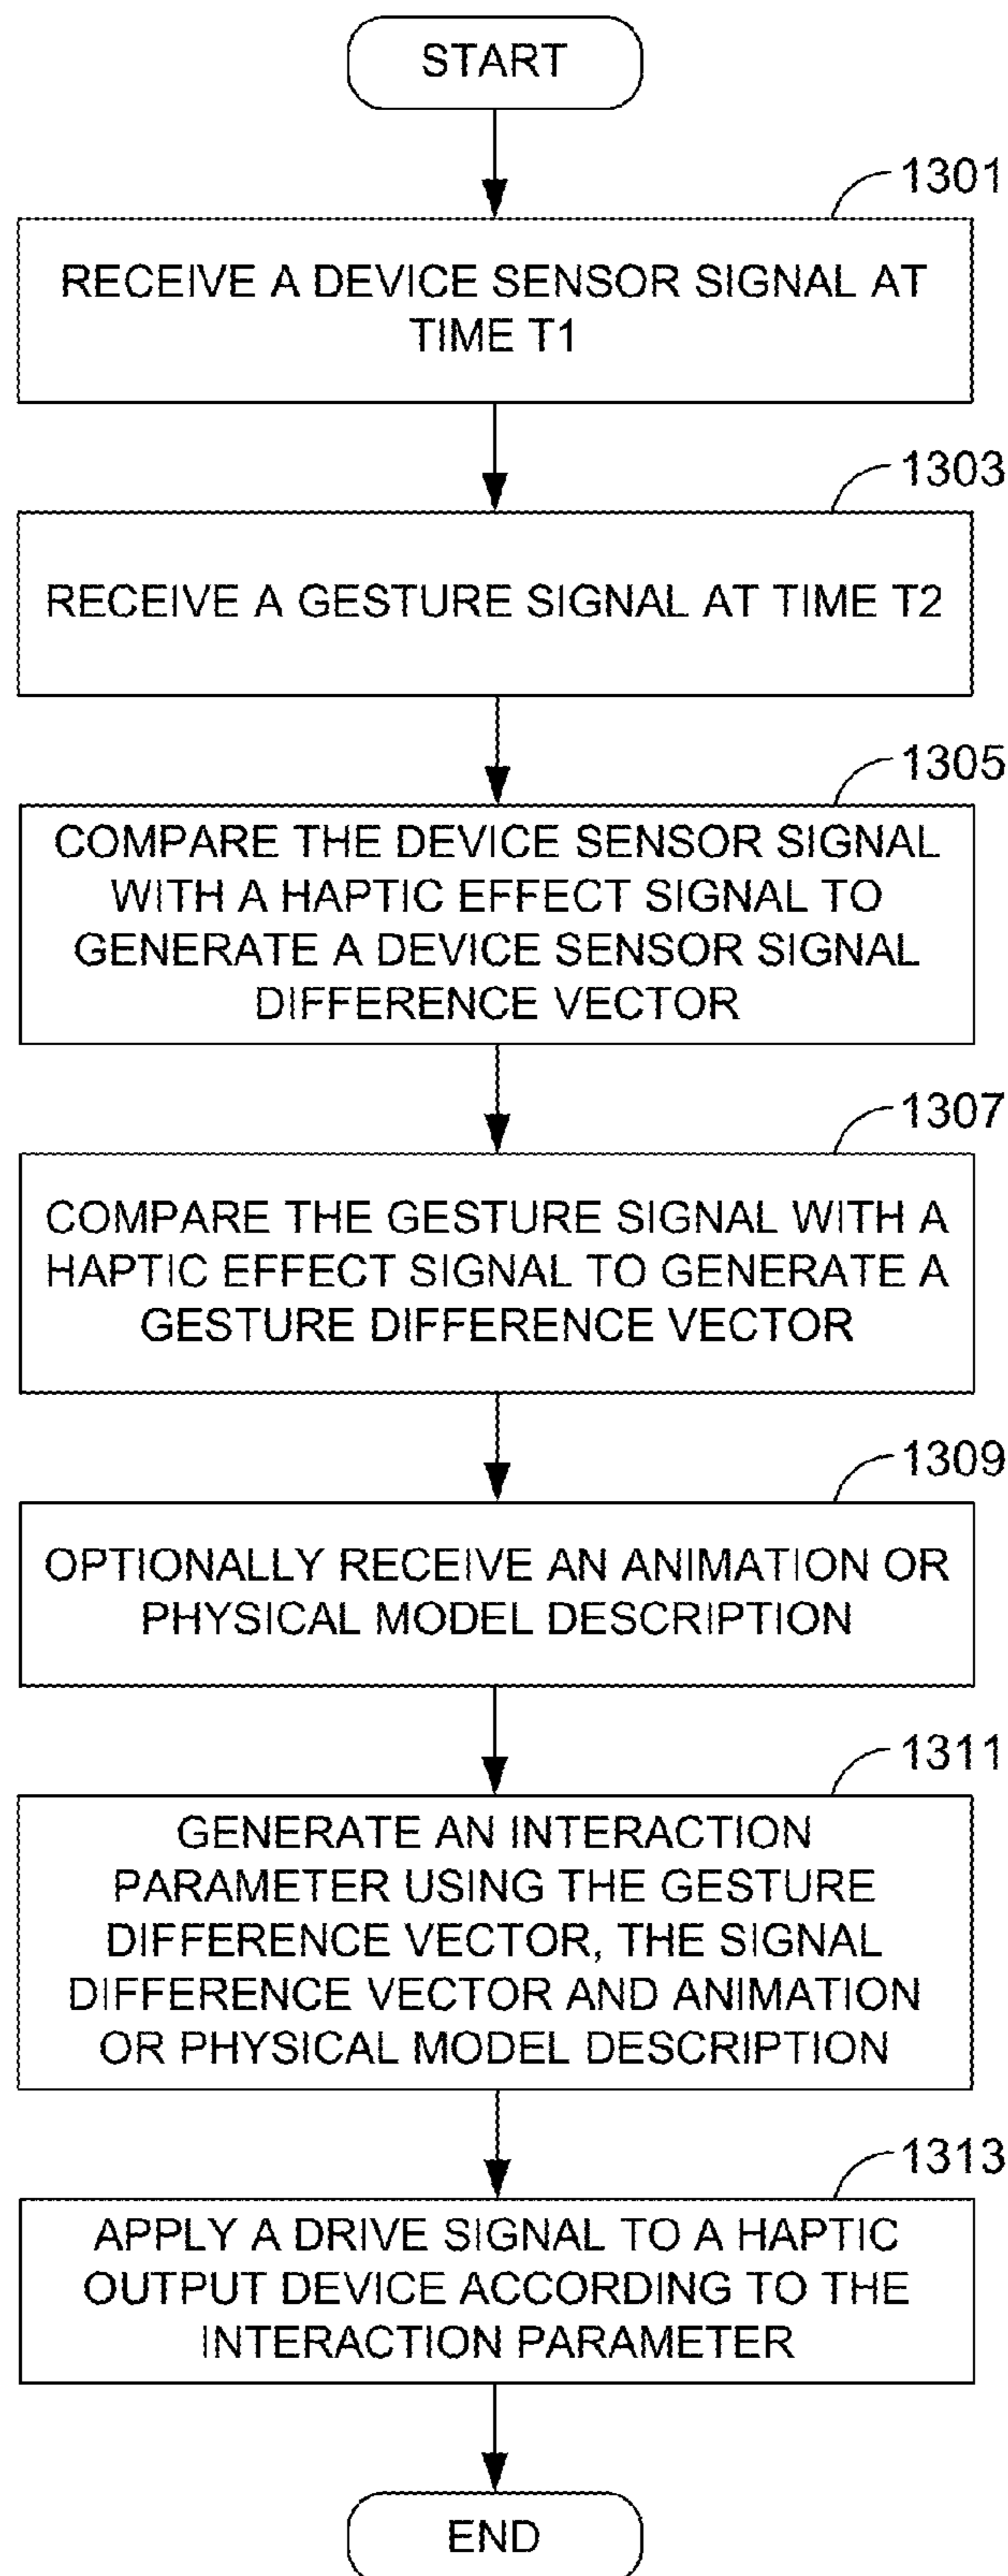 START
1301
RECEIVE A DEVICE SENSOR SIGNAL AT
TIME T1
1303
RECEIVE A GESTURE SIGNAL AT TIME T2
1305
COMPARE THE DEVICE SENSOR SIGNAL
WITH A HAPTIC EFFECT SIGNAL TO
GENERATE A DEVICE SENSOR SIGNAL
DIFFERENCE VECTOR
1307
COMPARE THE GESTURE SIGNAL WITH A
HAPTIC EFFECT SIGNAL TO GENERATE A
GESTURE DIFFERENCE VECTOR
1309
OPTIONALLY RECEIVE AN ANIMATION OR
PHYSICAL MODEL DESCRIPTION
1311
GENERATE AN INTERACTION
PARAMETER USING THE GESTURE
DIFFERENCE VECTOR, THE SIGNAL
DIFFERENCE VECTOR AND ANIMATION
OR PHYSICAL MODEL DESCRIPTION
1313
APPLY A DRIVE SIGNAL TO A HAPTIC
OUTPUT DEVICE ACCORDING TO THE
INTERACTION PARAMETER
END